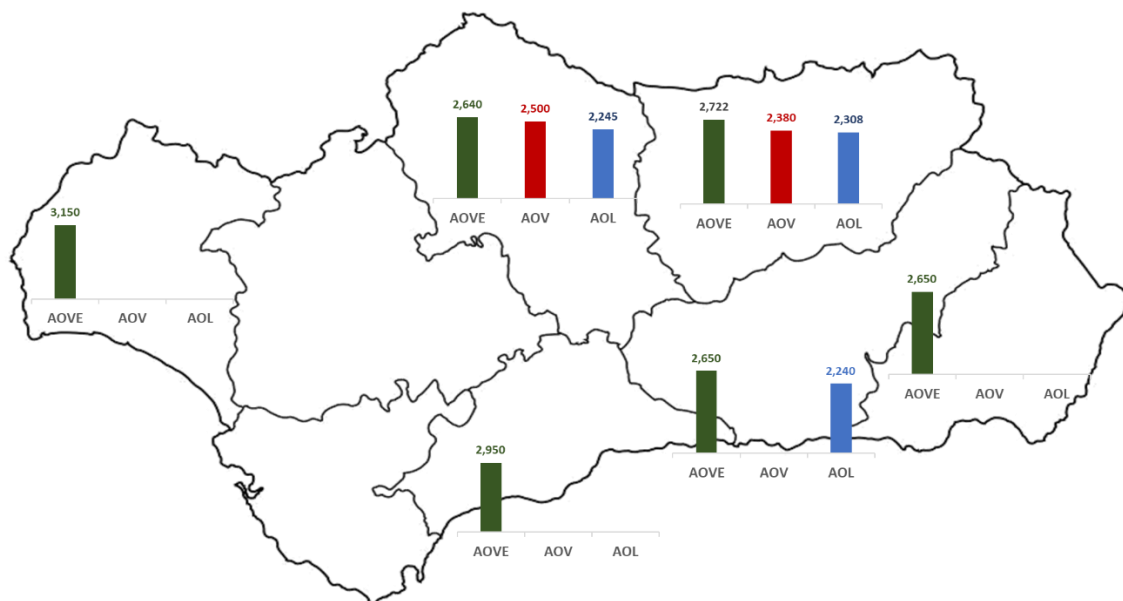 2,640 2,500 2,245
AOVE AOV AOL
2,722 2,380 2,308
AOVE AOV AOL
3,150
AOVE AOV AOL
2,650
AOVE AOV AOL
2,650 2,240
AOVE AOV AOL
2,950
AOVE AOV AOL